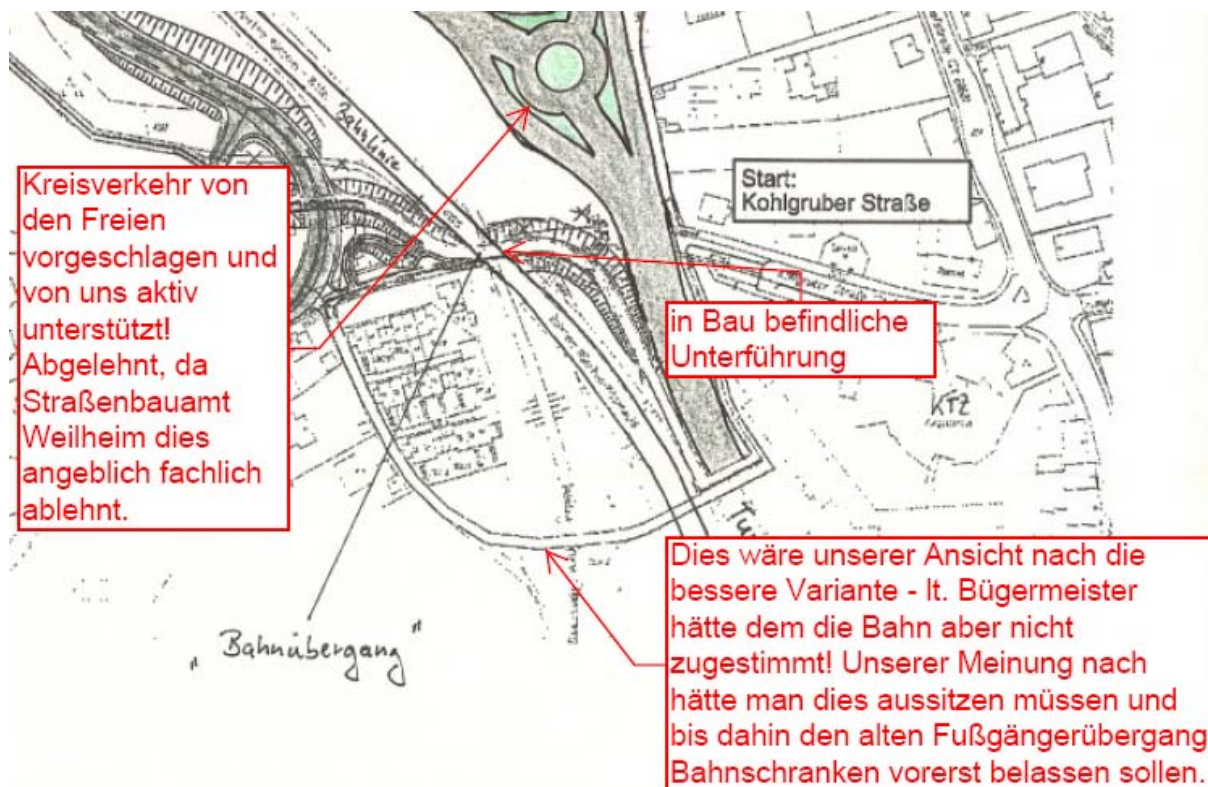 Bahnlinie
Kreisverkehr von
den Freien
vorgeschlagen und
von uns aktiv
unterstützt!
Abgelehnt, da
Straßenbauamt
Weilheim dies
angeblich fachlich
ablehnt.
Start:
Kohlgruber Straße
in Bau befindliche
Unterführung
KTZ
Dies wäre unserer Ansicht nach die
bessere Variante - lt. Bügermeister
hätte dem die Bahn aber nicht
zugestimmt! Unserer Meinung nach
hätte man dies aussitzen müssen und
bis dahin den alten Fußgängerübergang
Bahnschranken vorerst belassen sollen.
"Bahnübergang"